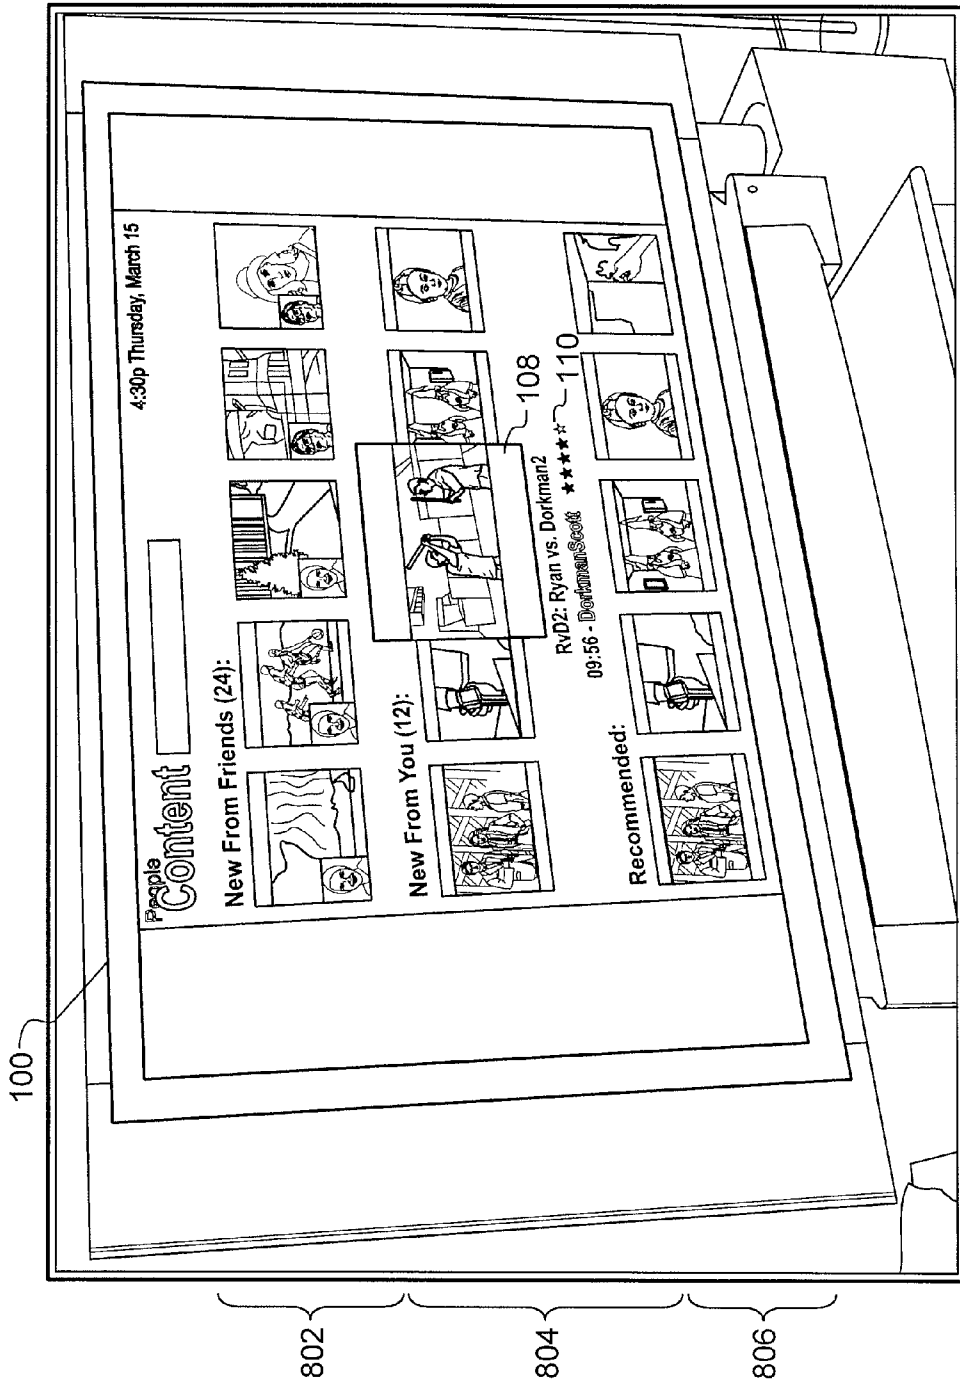 100
People
Content
4:30p Thursday, March 15
New From Friends (24):
New From You (12):
108
RvD2: Ryan vs. Dorkman2
09:56 - DorkmanScott ★★★★☆
110
Recommended:
802
804
806